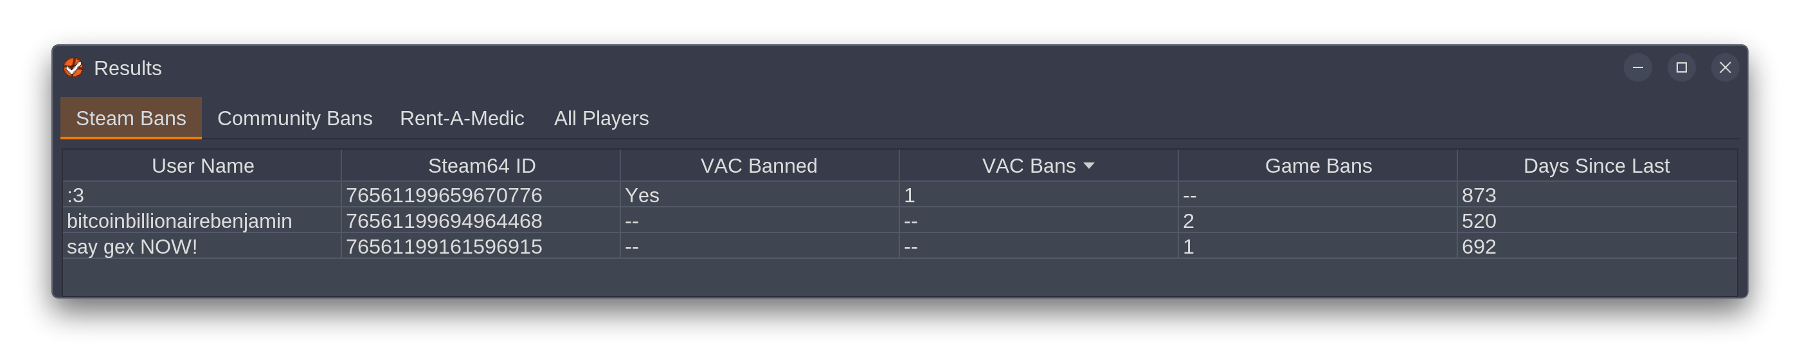 Results
Steam Bans Community Bans Rent-A-Medic All Players
User Name Steam64 ID VAC Banned VAC Bans Game Bans Days Since Last
:3 76561199659670776 Yes 1 -- 873
bitcoinbillionairebenjamin 76561199694964468 -- -- 2 520
say gex NOW! 76561199161596915 -- -- 1 692